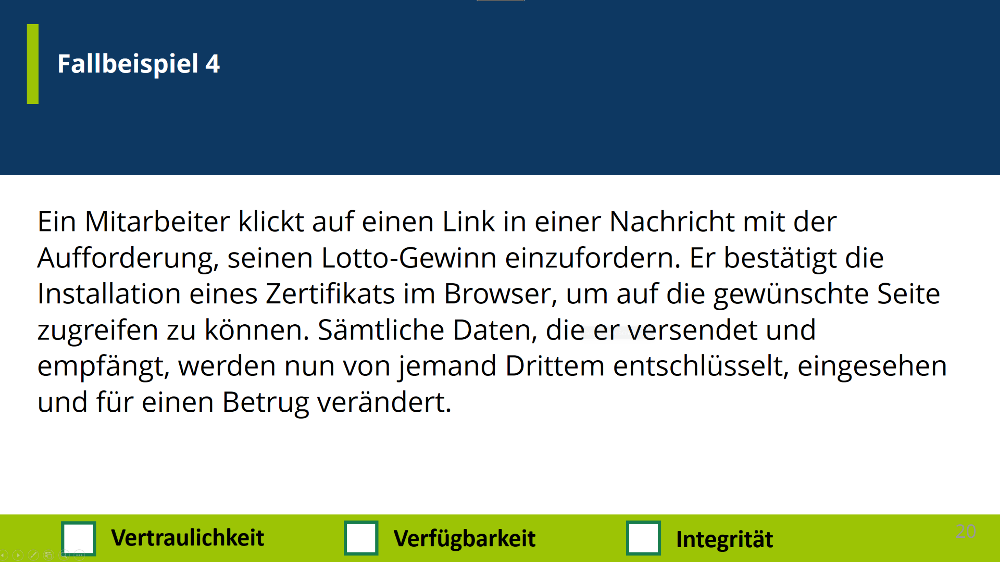 Fallbeispiel 4
Ein Mitarbeiter klickt auf einen Link in einer Nachricht mit der
Aufforderung, seinen Lotto-Gewinn einzufordern. Er bestätigt die
Installation eines Zertifikats im Browser, um auf die gewünschte Seite
zugreifen zu können. Sämtliche Daten, die er versendet und
empfängt, werden nun von jemand Drittem entschlüsselt, eingesehen
und für einen Betrug verändert.
Vertraulichkeit
Verfügbarkeit
Integrität
20